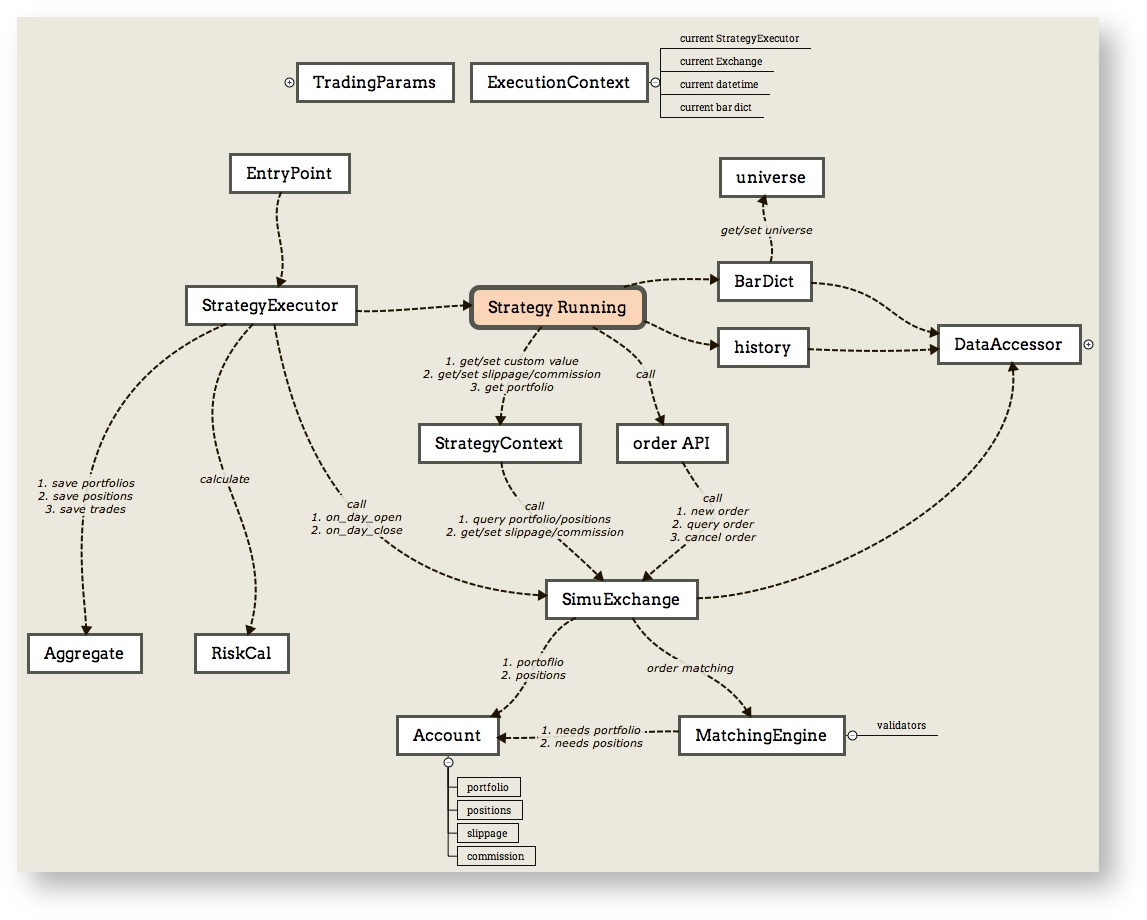 current StrategyExecutor
TradingParams
ExecutionContext
current Exchange
current datetime
current bar dict
EntryPoint
universe
get/set universe
StrategyExecutor
Strategy Running
BarDict
history
DataAccessor
1. get/set custom value
2. get/set slippage/commission
3. get portfolio
call
StrategyContext
order API
1. save portfolios
2. save positions
3. save trades
calculate
call
1. on_day_open
2. on_day_close
call
1. query portfolio/positions
2. get/set slippage/commission
call
1. new order
2. query order
3. cancel order
SimuExchange
Aggregate
RiskCal
1. portoflio
2. positions
order matching
Account
1. needs portfolio
2. needs positions
MatchingEngine
validators
portfolio
positions
slippage
commission